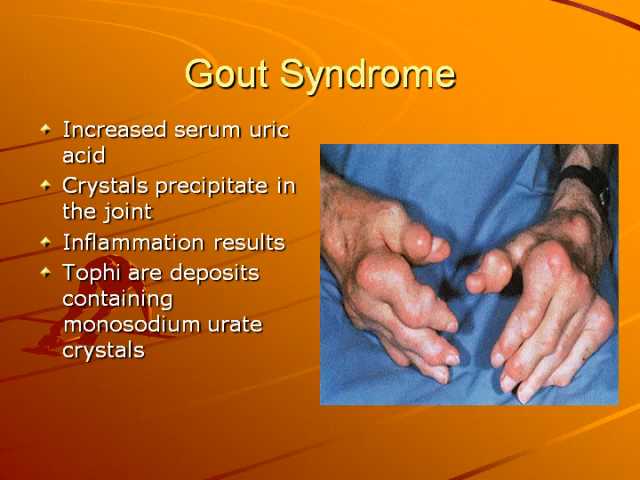 Gout Syndrome
Increased serum uric
acid
Crystals precipitate in
the joint
Inflammation results
Tophi are deposits
containing
monosodium urate
crystals